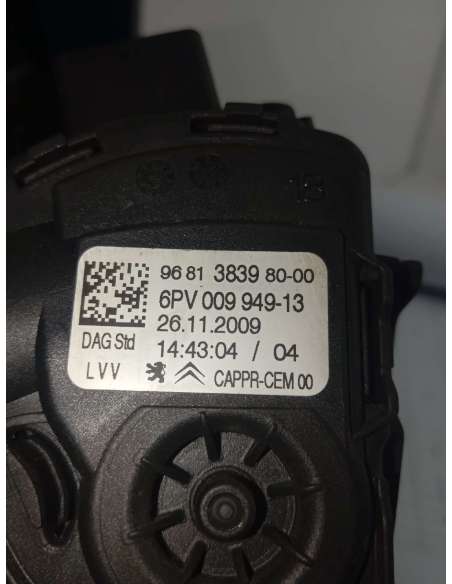 18
96 81 3839 80-00
6PV 009 949-13
26.11.2009
DAG Std
14:43:04 / 04
LVV
CAPPR-CEM 00